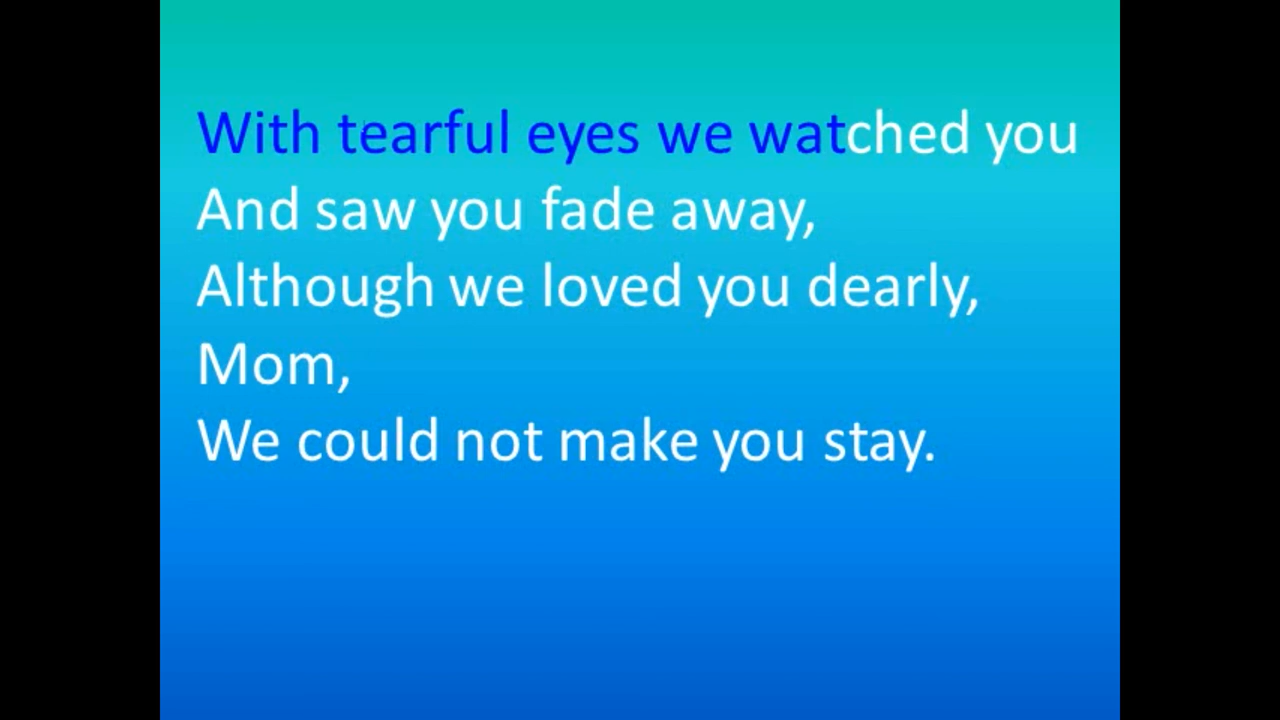 With tearful eyes we watched you
And saw you fade away,
Although we loved you dearly,
Mom,
We could not make you stay.